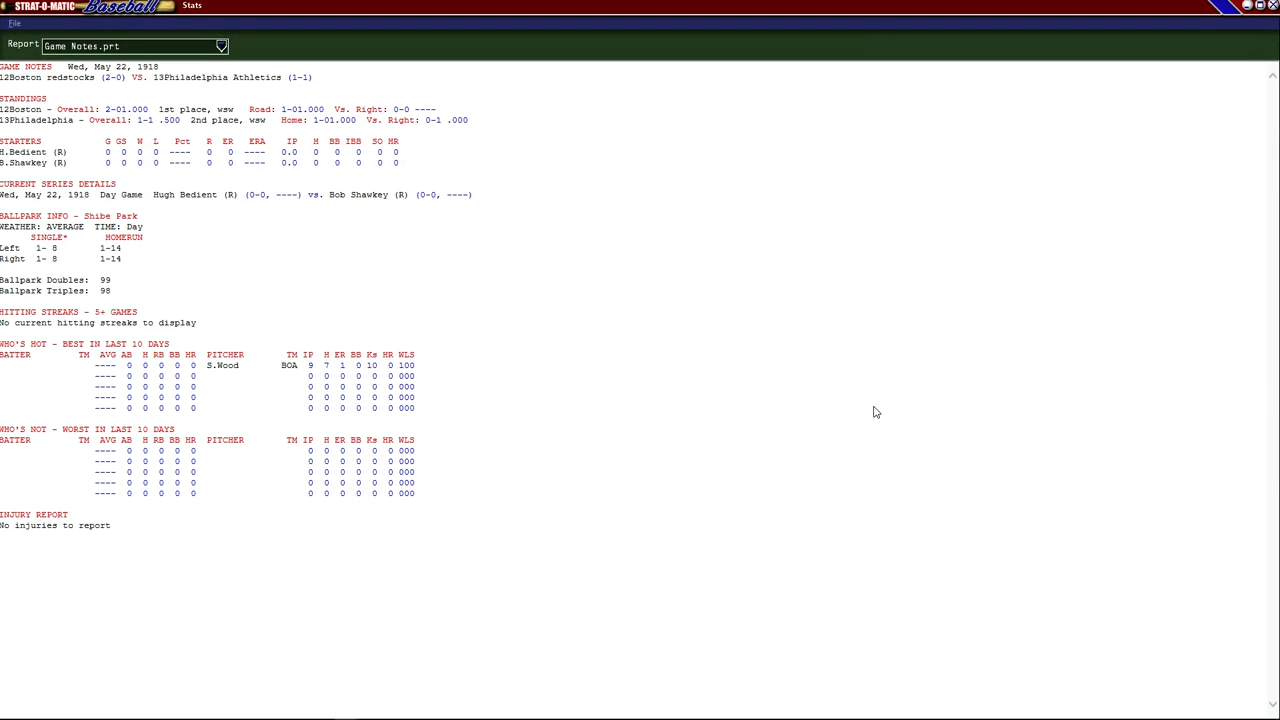 STRAT-O-MATIC Baseball Stats
File
Report Game Notes.prt
GAME NOTES Wed, May 22, 1918
12Boston redstocks (2-0) VS. 13Philadelphia Athletics (1-1)
STANDINGS
12Boston - Overall: 2-01.000 1st place, wsw Road: 1-01.000 Vs. Right: 0-0 ----
13Philadelphia - Overall: 1-1 .500 2nd place, wsw Home: 1-01.000 Vs. Right: 0-1 .000
STARTERS G GS W L Pct R ER ERA IP H BB IBB SO HR
H.Bedient (R) 0 0 0 0 ---- 0 0 ---- 0.0 0 0 0 0 0
B.Shawkey (R) 0 0 0 0 ---- 0 0 ---- 0.0 0 0 0 0 0
CURRENT SERIES DETAILS
Wed, May 22, 1918 Day Game Hugh Bedient (R) (0-0, ----) vs. Bob Shawkey (R) (0-0, ----)
BALLPARK INFO - Shibe Park
WEATHER: AVERAGE TIME: Day
SINGLE* HOMERUN
Left 1- 8 1-14
Right 1- 8 1-14
Ballpark Doubles: 99
Ballpark Triples: 98
HITTING STREAKS - 5+ GAMES
No current hitting streaks to display
WHO'S HOT - BEST IN LAST 10 DAYS
BATTER TM AVG AB H RB BB HR PITCHER TM IP H ER BB Ks HR WLS
---- 0 0 0 0 0 S.Wood BOA 9 7 1 0 10 0 100
---- 0 0 0 0 0 0 0 0 0 0 0 000
---- 0 0 0 0 0 0 0 0 0 0 0 000
---- 0 0 0 0 0 0 0 0 0 0 0 000
---- 0 0 0 0 0 0 0 0 0 0 0 000
WHO'S NOT - WORST IN LAST 10 DAYS
BATTER TM AVG AB H RB BB HR PITCHER TM IP H ER BB Ks HR WLS
---- 0 0 0 0 0 0 0 0 0 0 0 000
---- 0 0 0 0 0 0 0 0 0 0 0 000
---- 0 0 0 0 0 0 0 0 0 0 0 000
---- 0 0 0 0 0 0 0 0 0 0 0 000
---- 0 0 0 0 0 0 0 0 0 0 0 000
INJURY REPORT
No injuries to report